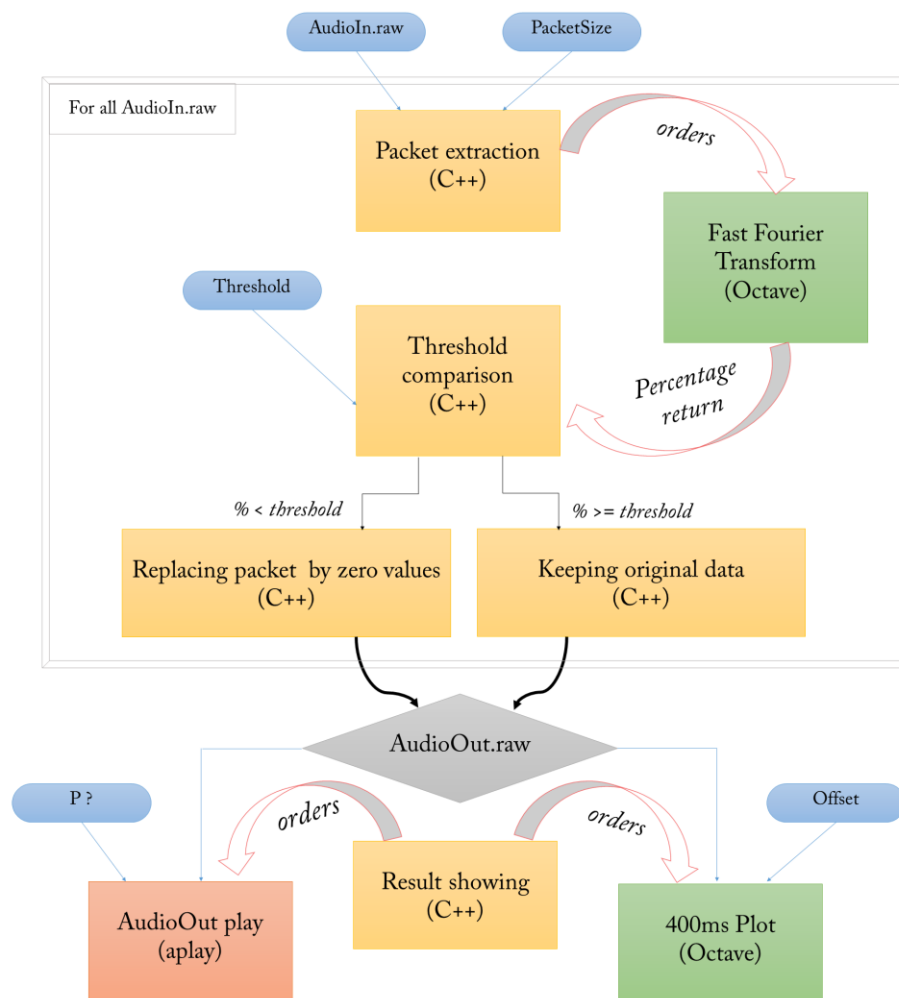 AudioIn.raw
PacketSize
For all AudioIn.raw
Packet extraction
(C++)
orders
Fast Fourier
Transform
(Octave)
Threshold
Threshold
comparison
(C++)
Percentage
return
% < threshold
% >= threshold
Replacing packet by zero values
(C++)
Keeping original data
(C++)
AudioOut.raw
P ?
orders
orders
Offset
AudioOut play
(aplay)
Result showing
(C++)
400ms Plot
(Octave)